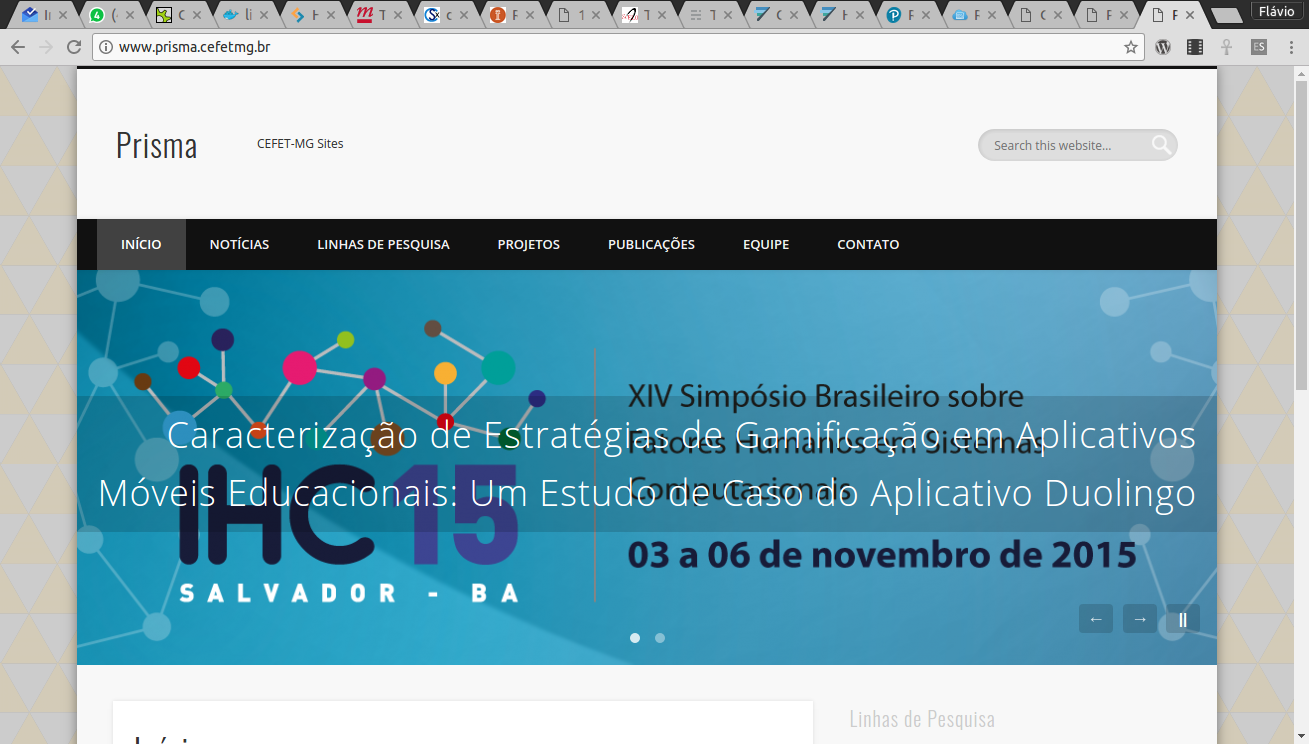 Flávio
www.prisma.cefetmg.br
ES
Prisma
CEFET-MG Sites
Search this website...
INÍCIO NOTÍCIAS LINHAS DE PESQUISA PROJETOS PUBLICAÇÕES EQUIPE CONTATO
XIV Simpósio Brasileiro sobre
Fatores Humanos em Sistemas
Computacionais
Caracterização de Estratégias de Gamificação em Aplicativos
Móveis Educacionais: Um Estudo de Caso do Aplicativo Duolingo
IHC15
SALVADOR - BA
03 a 06 de novembro de 2015
Linhas de Pesquisa